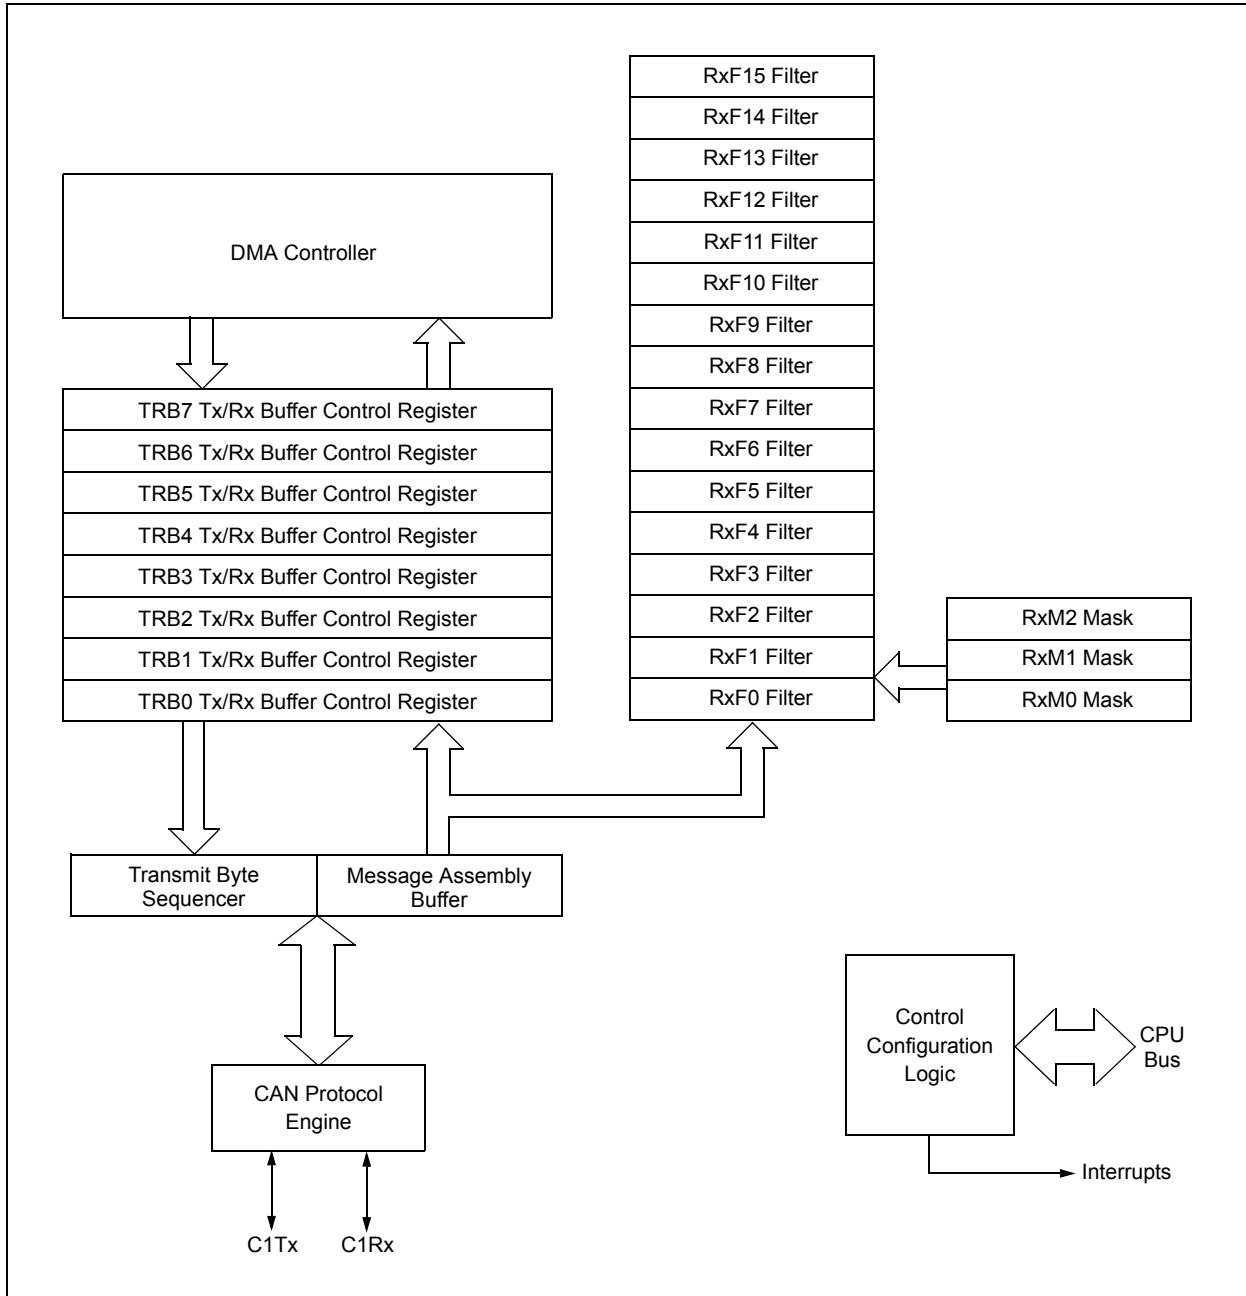 RxF15 Filter
RxF14 Filter
RxF13 Filter
RxF12 Filter
RxF11 Filter
RxF10 Filter
RxF9 Filter
RxF8 Filter
RxF7 Filter
RxF6 Filter
RxF5 Filter
RxF4 Filter
RxF3 Filter
RxF2 Filter
RxF1 Filter
RxF0 Filter
DMA Controller
TRB7 Tx/Rx Buffer Control Register
TRB6 Tx/Rx Buffer Control Register
TRB5 Tx/Rx Buffer Control Register
TRB4 Tx/Rx Buffer Control Register
TRB3 Tx/Rx Buffer Control Register
TRB2 Tx/Rx Buffer Control Register
TRB1 Tx/Rx Buffer Control Register
TRB0 Tx/Rx Buffer Control Register
RxM2 Mask
RxM1 Mask
RxM0 Mask
Transmit Byte
Sequencer
Message Assembly
Buffer
CAN Protocol
Engine
C1Tx
C1Rx
Control
Configuration
Logic
CPU
Bus
Interrupts